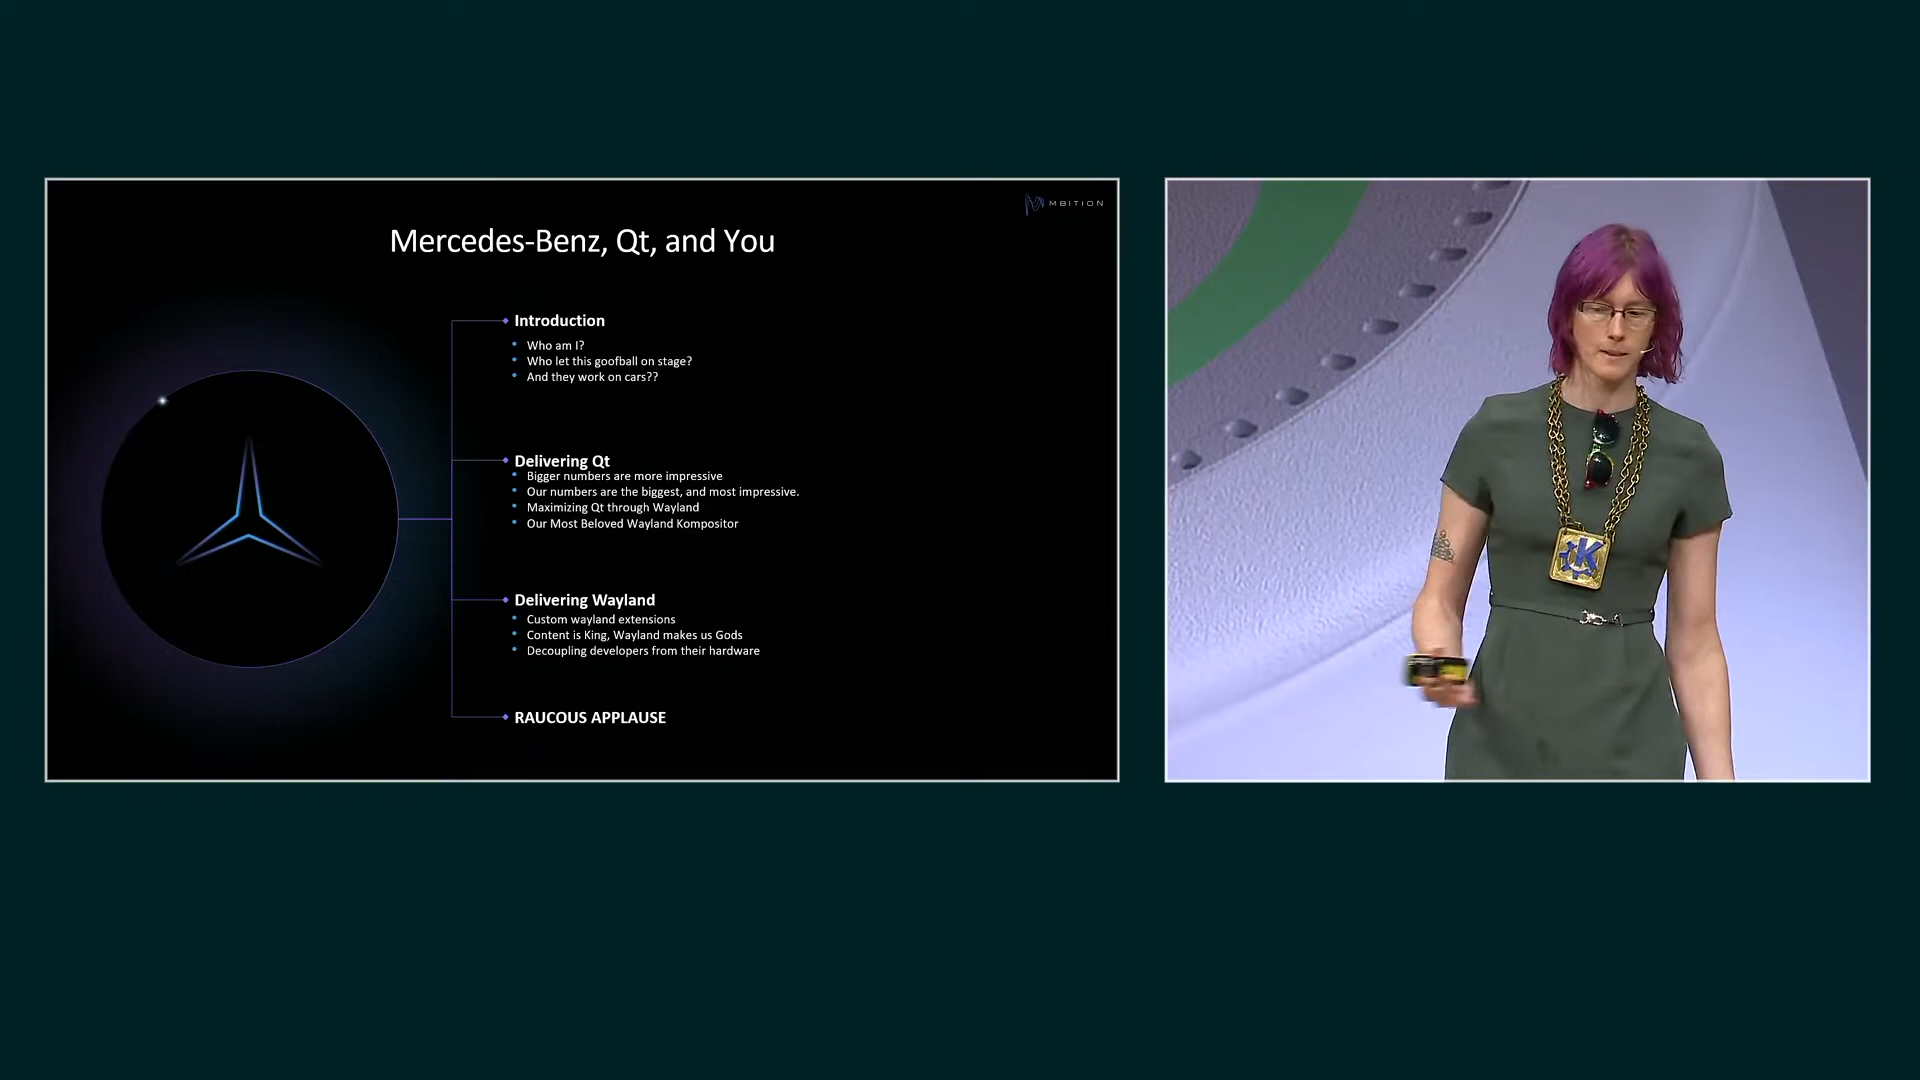 MBITION
Mercedes-Benz, Qt, and You
Introduction
Who am I?
Who let this goofball on stage?
And they work on cars??
Delivering Qt
Bigger numbers are more impressive
Our numbers are the biggest, and most impressive.
Maximizing Qt through Wayland
Our Most Beloved Wayland Kompositor
Delivering Wayland
Custom wayland extensions
Content is King, Wayland makes us Gods
Decoupling developers from their hardware
RAUCOUS APPLAUSE
K